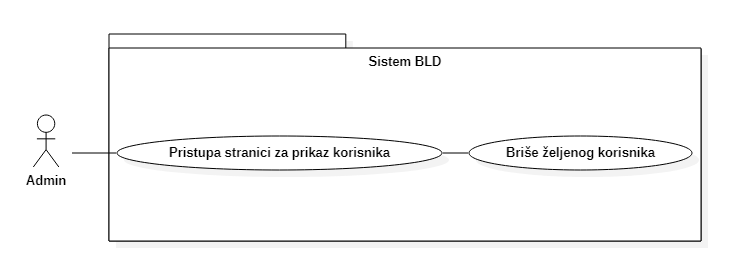 Sistem BLD
Pristupa stranici za prikaz korisnika
Briše željenog korisnika
Admin